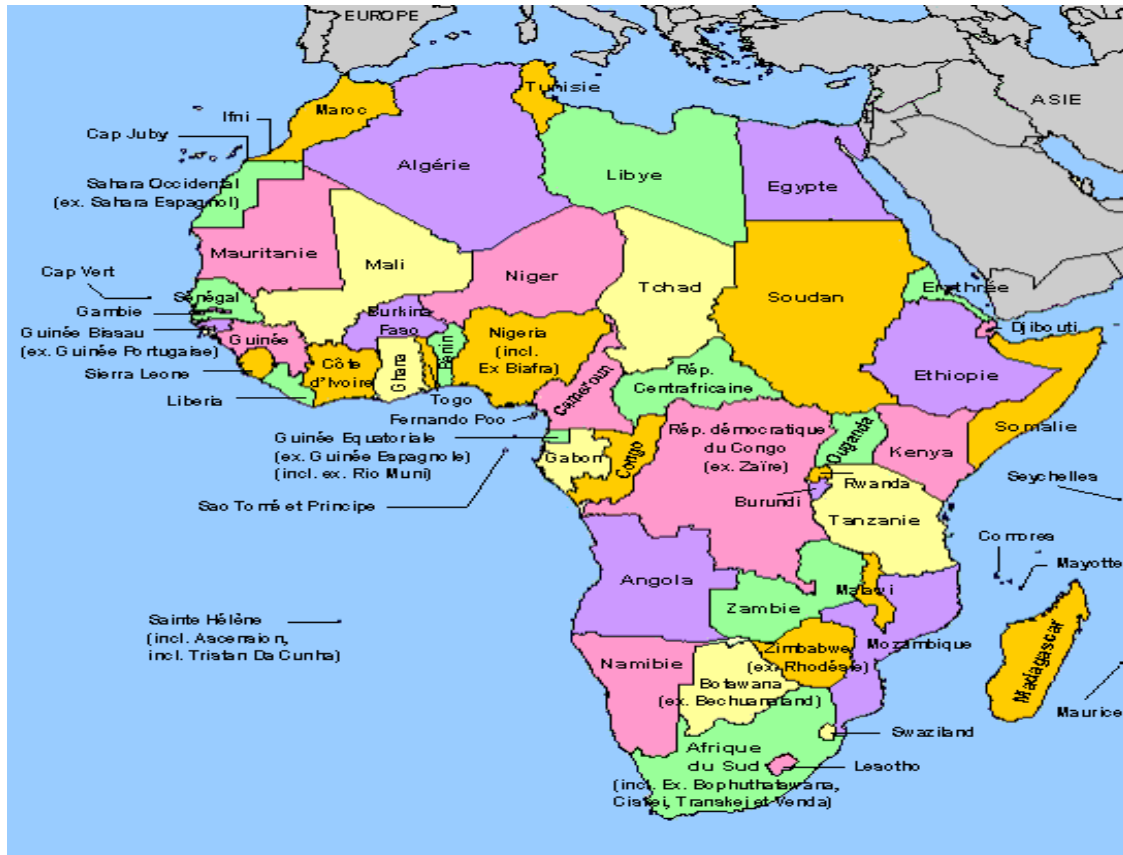 EUROPE
ASIE
Tunisie
Maroc
Ifni
Cap Juby
Algérie
Libye
Egypte
Sahara Occidental
(ex. Sahara Espagnol)
Mauritanie
Mali
Niger
Tchad
Soudan
Erythrée
Cap Vert
Sénégal
Gambie
Guinée Bissau
(ex. Guinée Portugaise)
Guinée
Sierra Leone
Liberia
Côte
d'Ivoire
Burkina
Faso
Ghana
Togo
Bénin
Nigeria
(incl.
Ex Biafra)
Fernando Poo
Cameroun
Rép.
Centrafricaine
Djibouti
Ethiopie
Somalie
Guinée Equatoriale
(ex. Guinée Espagnole)
(incl. ex. Rio Muni)
Gabon
Congo
Rép. démocratique
du Congo
(ex. Zaïre)
Ouganda
Kenya
Rwanda
Burundi
Seychelles
Sao Tomé et Principe
Tanzanie
Comores
Mayotte
Angola
Zambie
Malawi
Mozambique
Sainte Hélène
(incl. Ascension,
incl. Tristan Da Cunha)
Namibie
Zimbabwe
(ex. Rhodésie)
Botswana
(ex. Bechuanaland)
Madagascar
Maurice
Swaziland
Afrique
du Sud
Lesotho
(incl. Ex. Bophuthatswana,
Transkei et Venda)